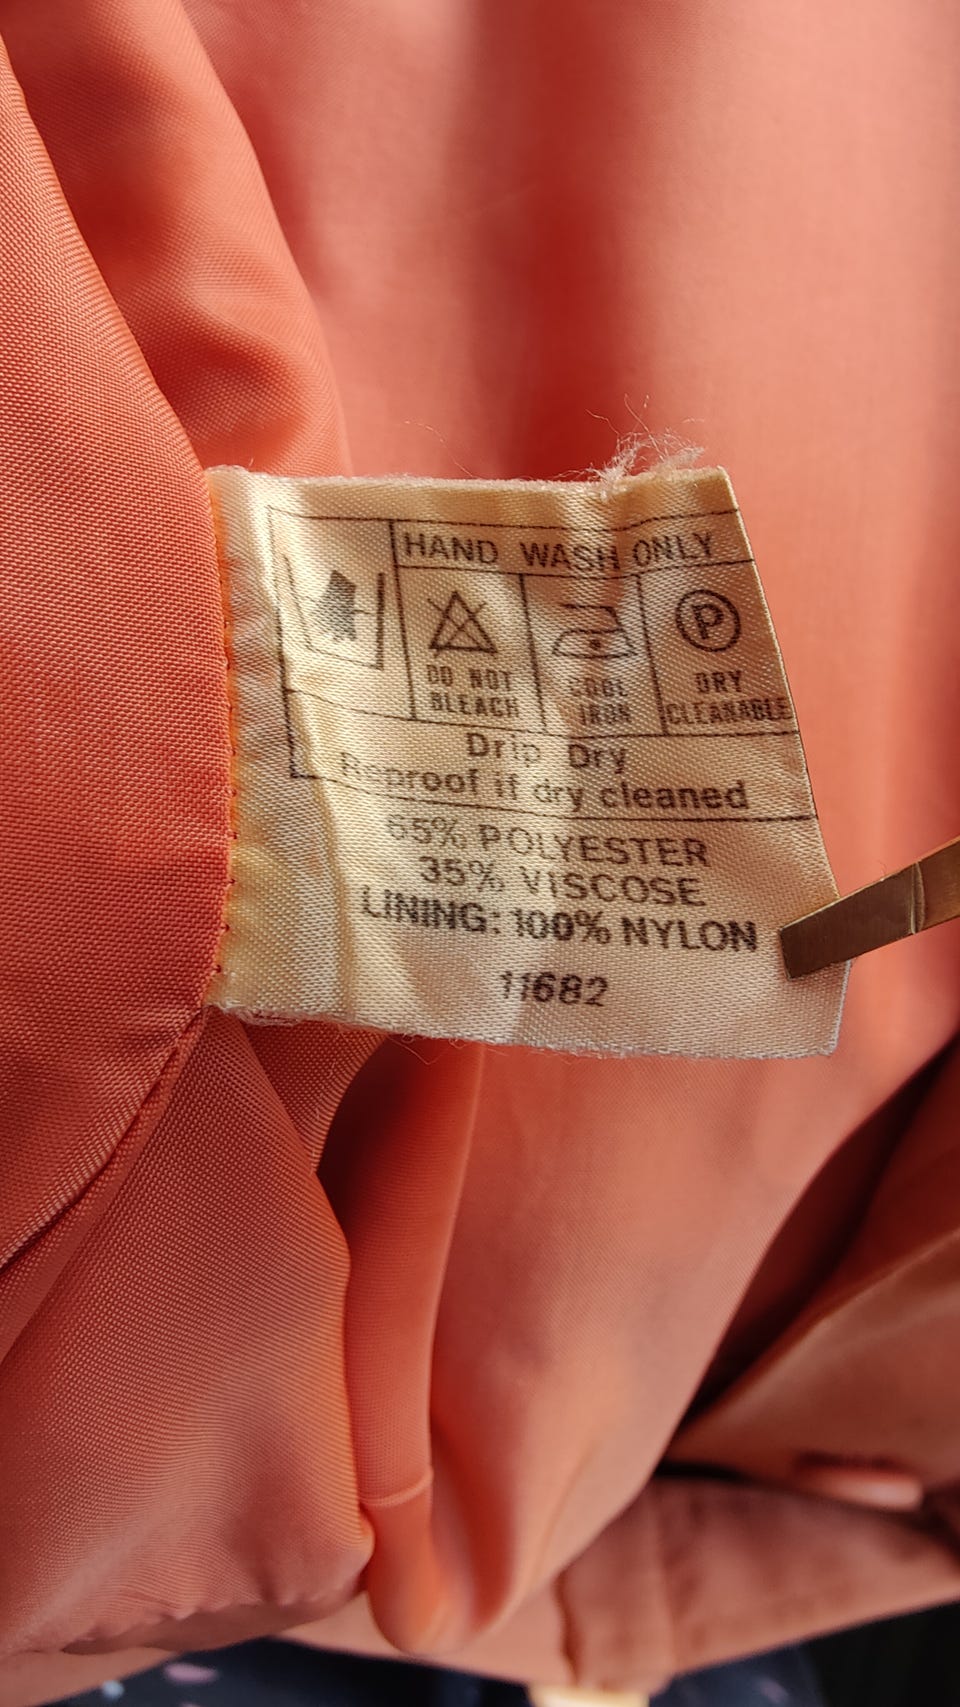 HAND WASH ONLY
P
DO NOT
BLEACH
COOL
IRON
DRY
CLEANABLE
Drip Dry
Reproof if dry cleaned
65% POLYESTER
35% VISCOSE
LINING: 100% NYLON
11682